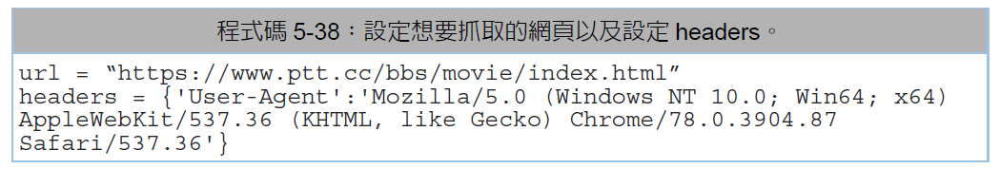 程式碼 5-38：設定想要抓取的網頁以及設定 headers。
url = “https://www.ptt.cc/bbs/movie/index.html”
headers = {'User-Agent':'Mozilla/5.0 (Windows NT 10.0; Win64; x64)
AppleWebKit/537.36 (KHTML, like Gecko) Chrome/78.0.3904.87
Safari/537.36'}